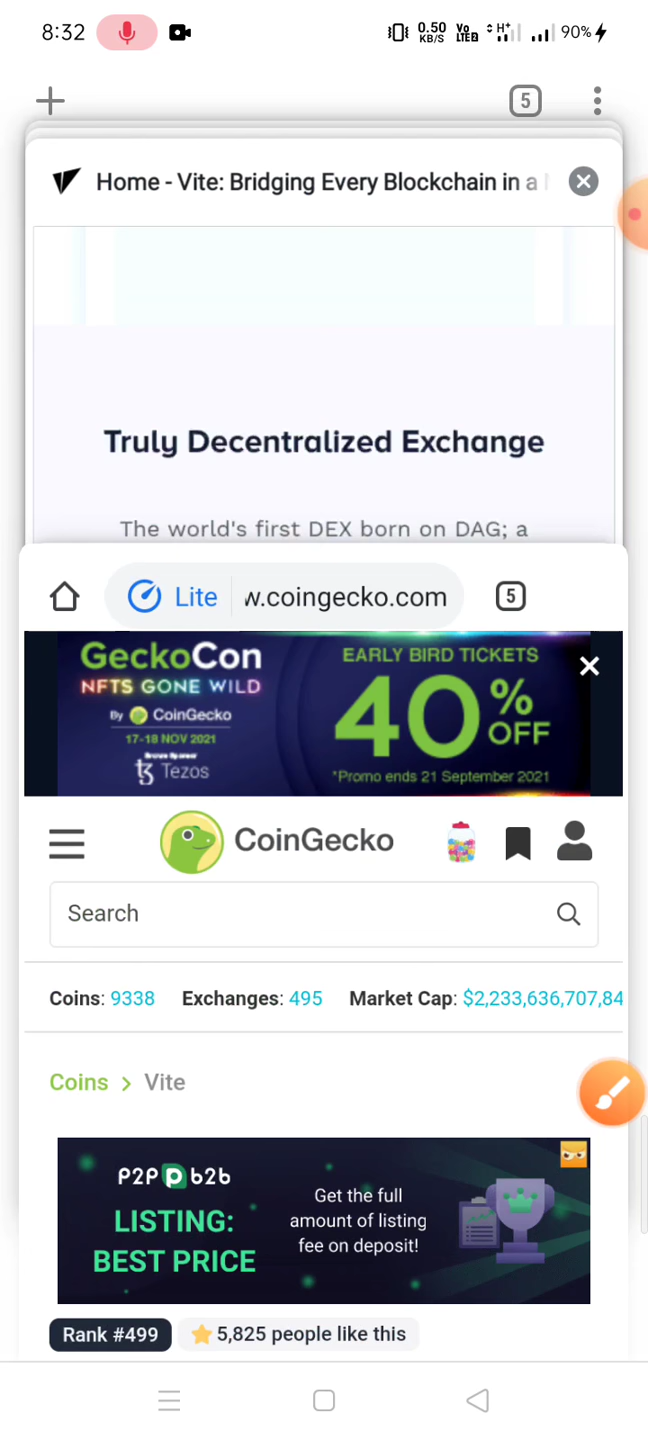 8:32 0.50 KB/S Vo LTE2 H+ 90%
5
Home - Vite: Bridging Every Blockchain in a
Truly Decentralized Exchange
The world's first DEX born on DAG; a
Lite w.coingecko.com 5
GeckoCon
NFTS GONE WILD
By CoinGecko
17-18 NOV 2021
Tezos
EARLY BIRD TICKETS
40% OFF
*Promo ends 21 September 2021
CoinGecko
Search
Coins: 9338 Exchanges: 495 Market Cap: $2,233,636,707,84
Coins > Vite
P2P b2b
LISTING:
BEST PRICE
Get the full
amount of listing
fee on deposit!
Rank #499 5,825 people like this